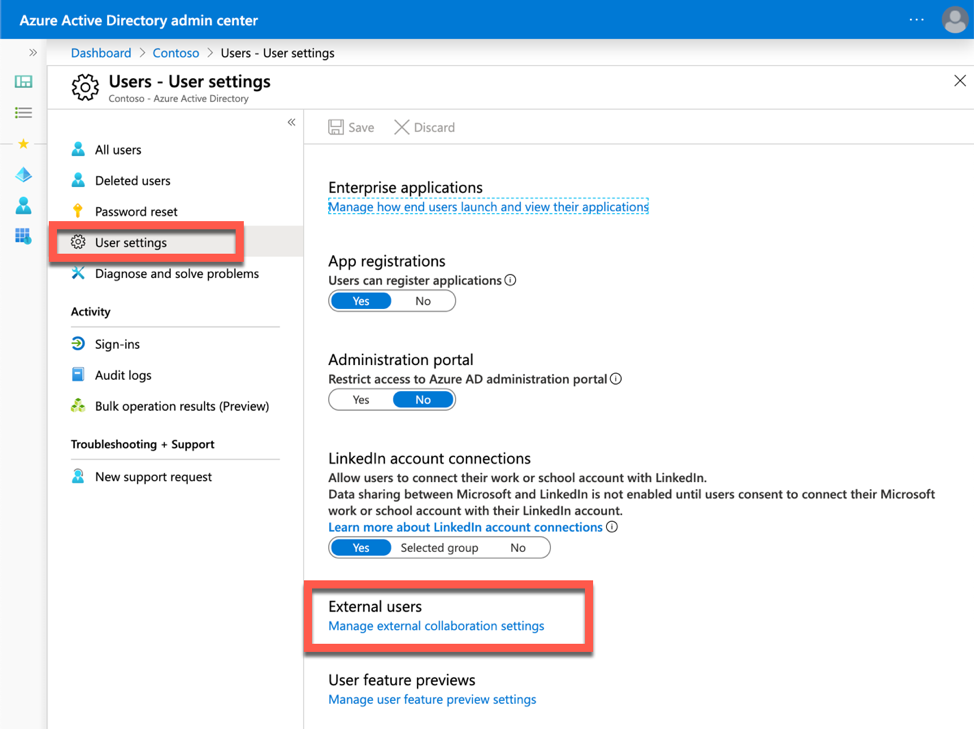 Azure Active Directory admin center
Dashboard > Contoso > Users - User settings
Users - User settings
Contoso - Azure Active Directory
All users
Deleted users
Password reset
User settings
Diagnose and solve problems
Activity
Sign-ins
Audit logs
Bulk operation results (Preview)
Troubleshooting + Support
New support request
Save Discard
Enterprise applications
Manage how end users launch and view their applications
App registrations
Users can register applications
Yes No
Administration portal
Restrict access to Azure AD administration portal
Yes No
LinkedIn account connections
Allow users to connect their work or school account with LinkedIn.
Data sharing between Microsoft and LinkedIn is not enabled until users consent to connect their Microsoft
work or school account with their LinkedIn account.
Learn more about LinkedIn account connections
Yes Selected group No
External users
Manage external collaboration settings
User feature previews
Manage user feature preview settings